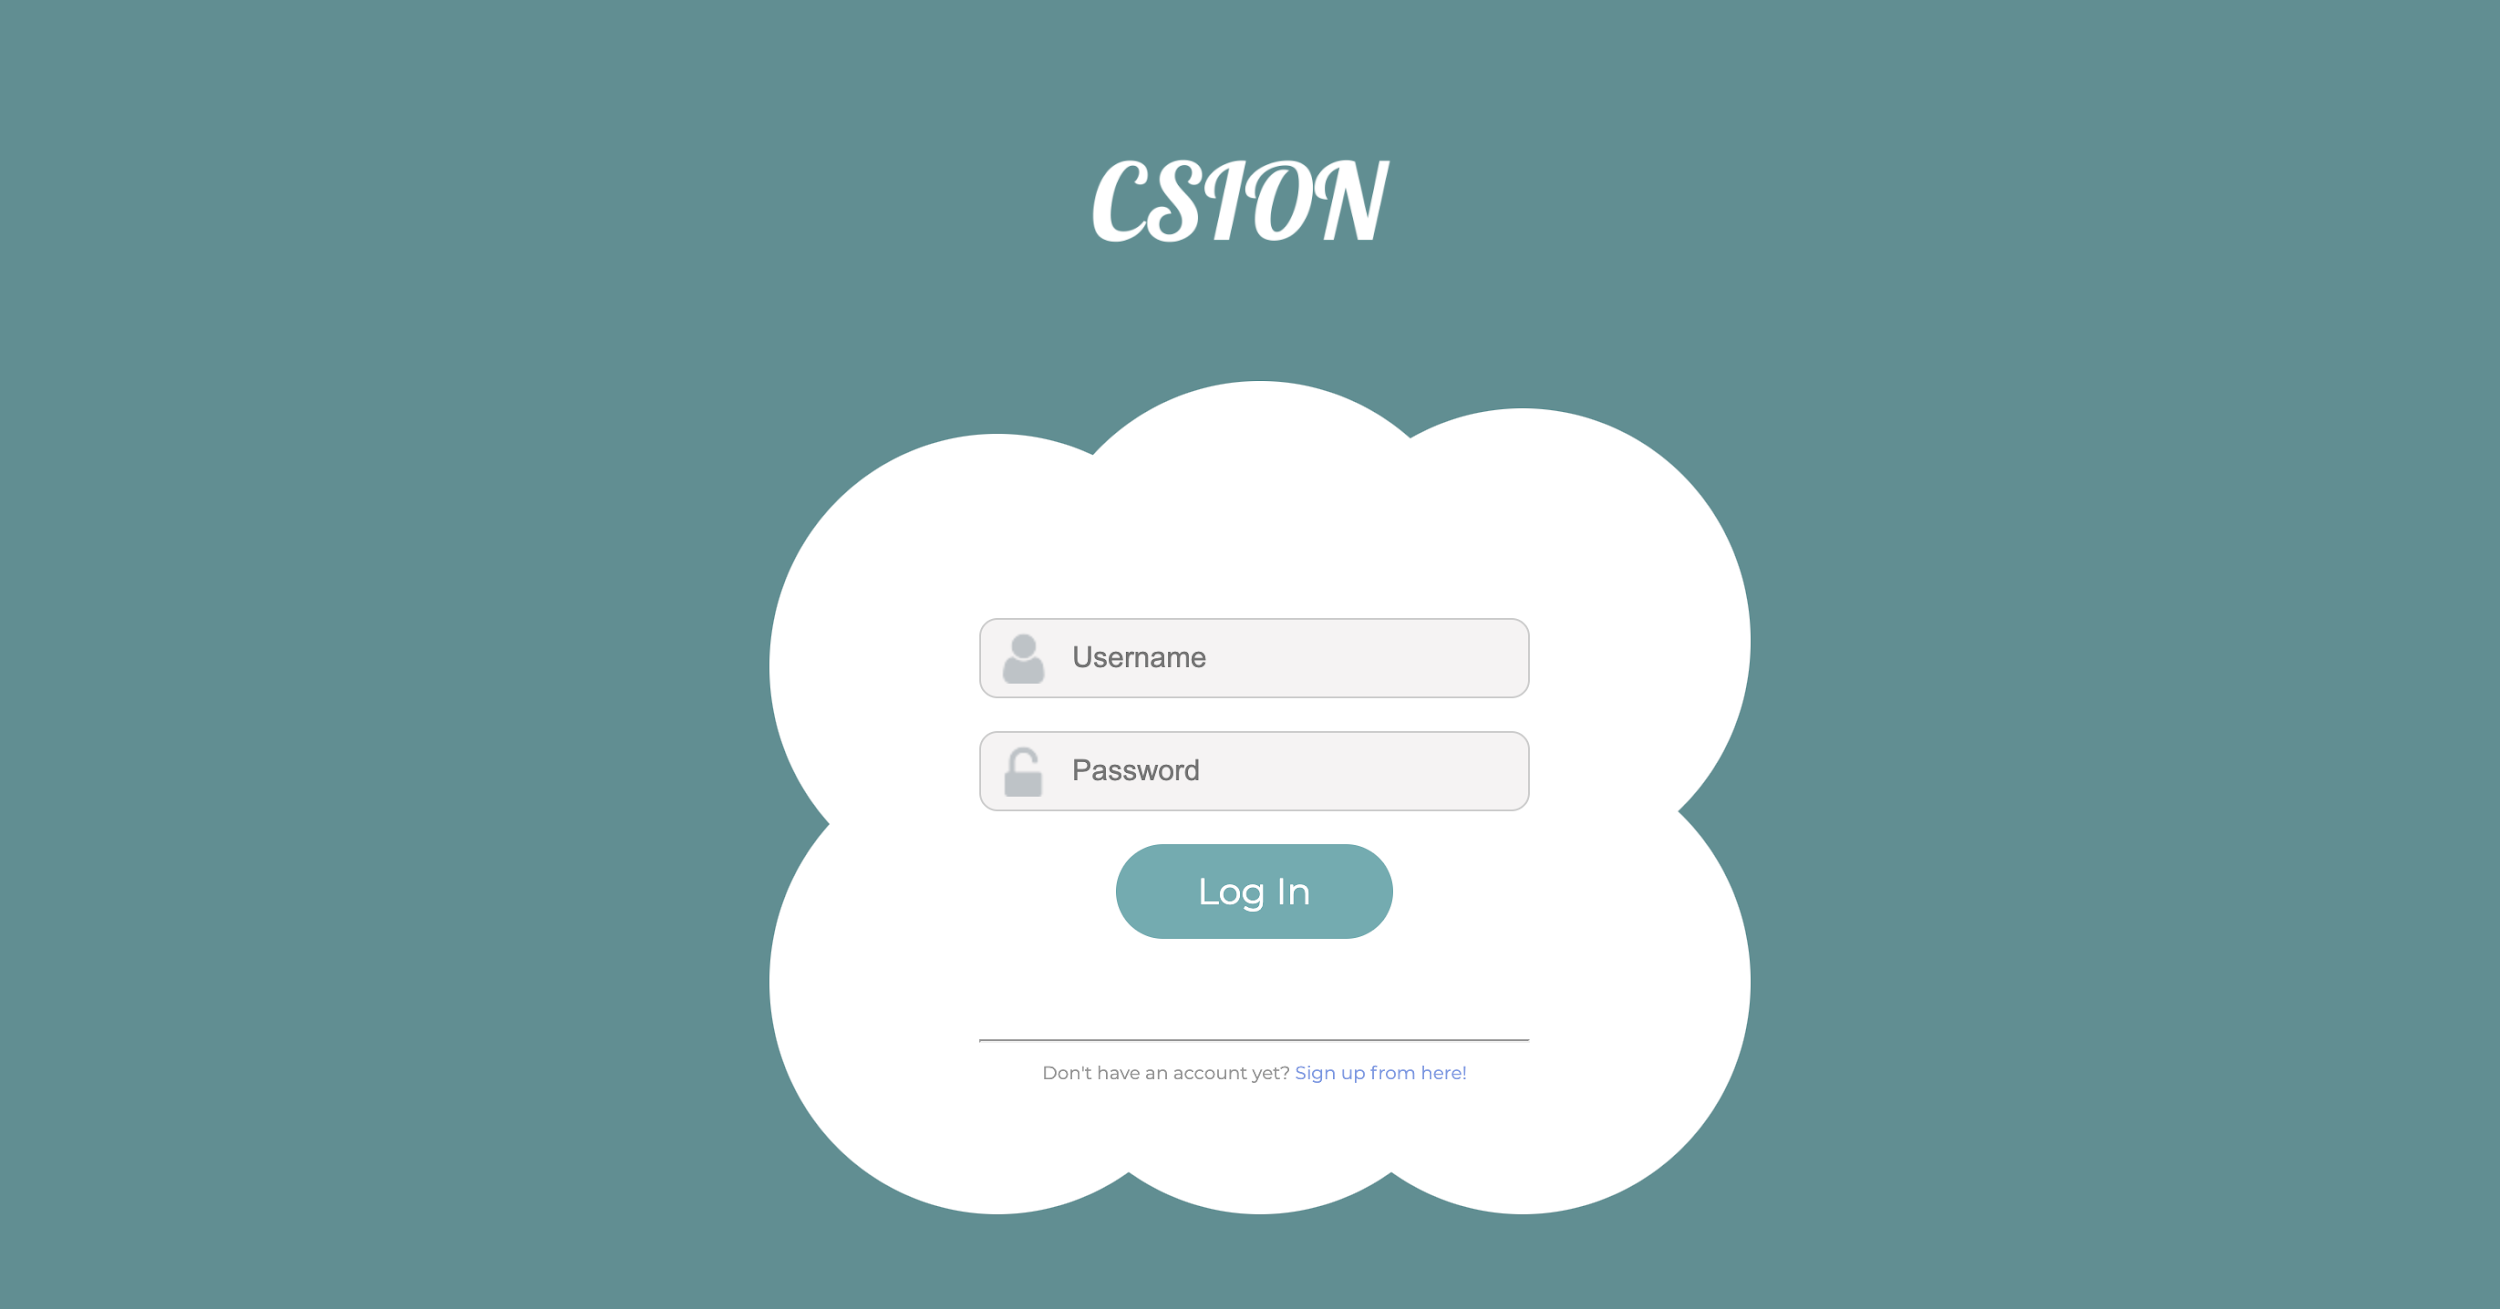 CSION
Username
Password
Log In
Don't have an account yet? Sign up from here!